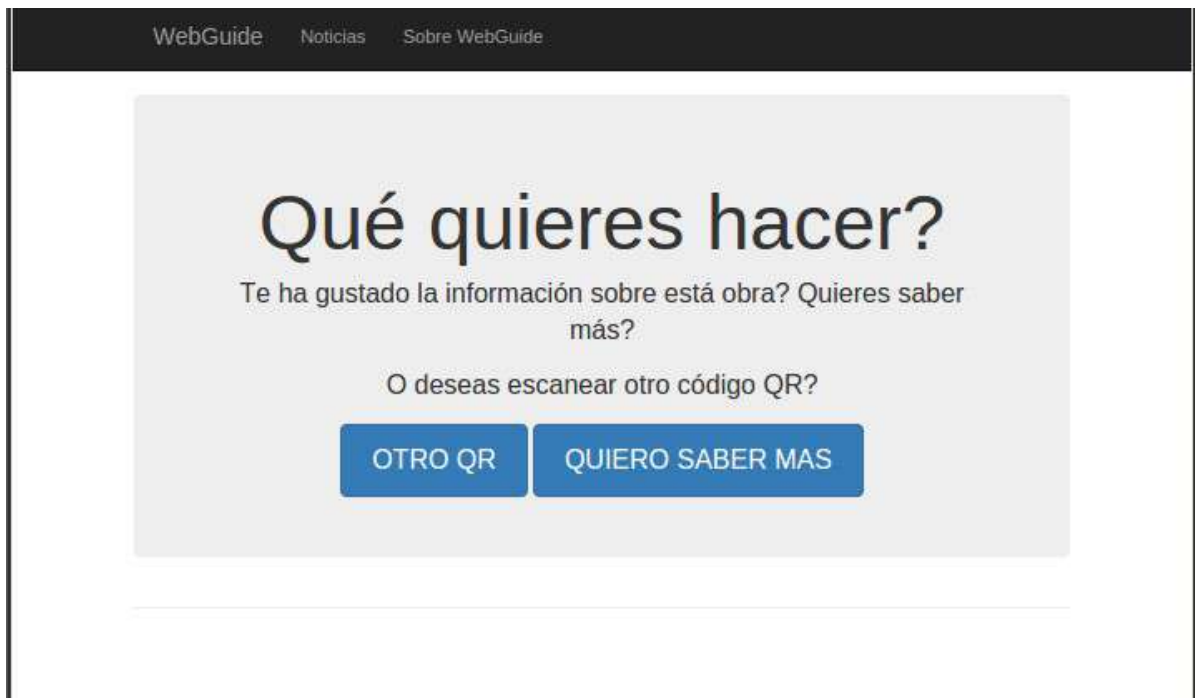 WebGuide Noticias Sobre WebGuide
Qué quieres hacer?
Te ha gustado la información sobre está obra? Quieres saber
más?
O deseas escanear otro código QR?
OTRO QR QUIERO SABER MAS